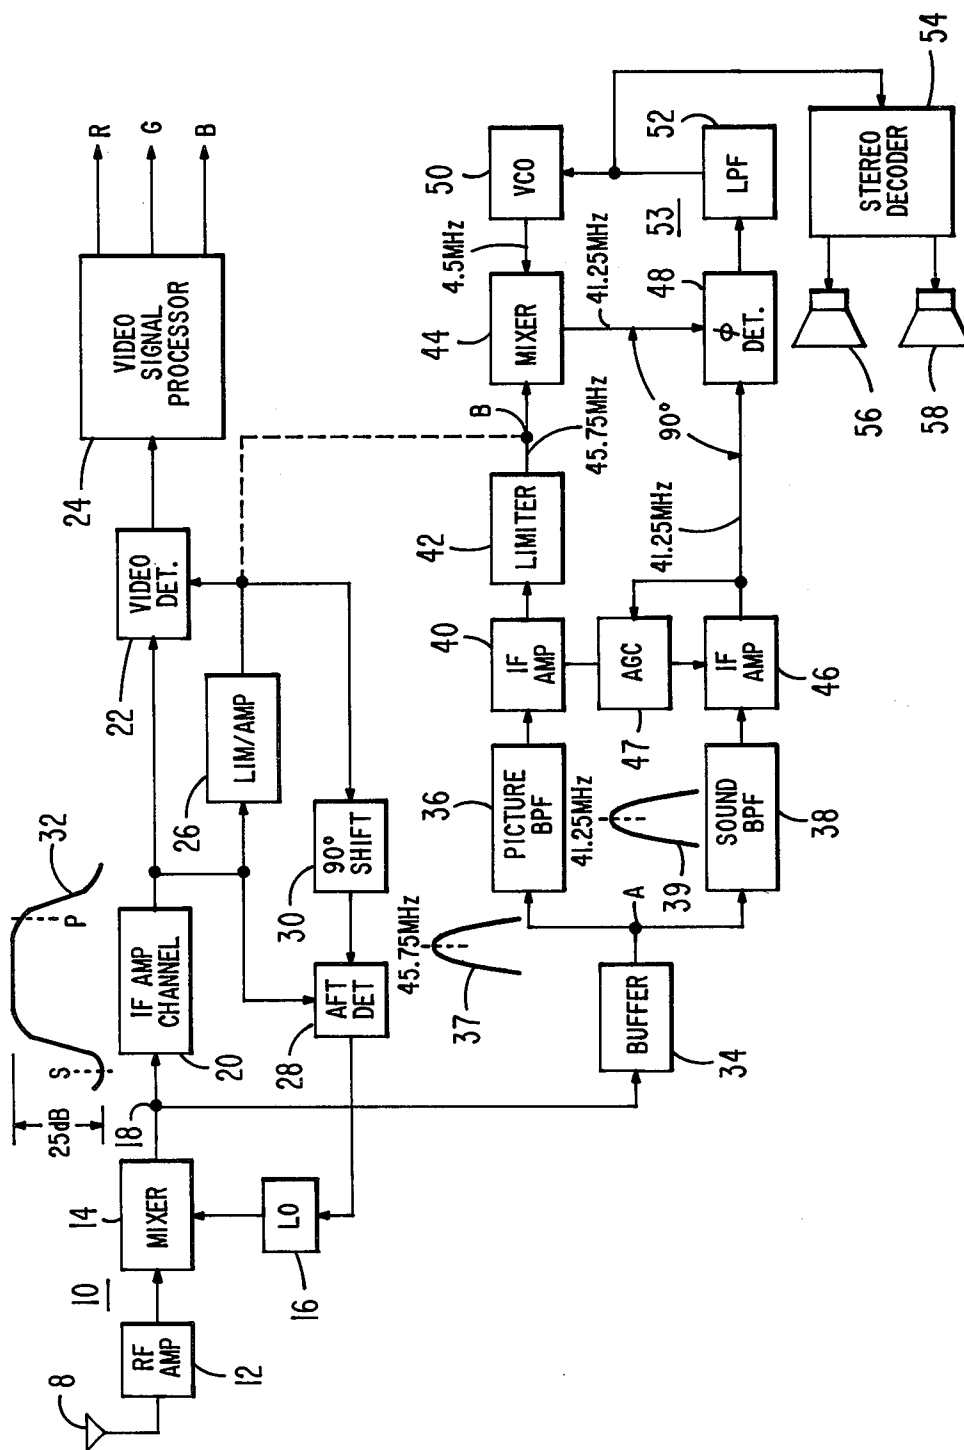 8
RF
AMP
12
10
MIXER
14
LO
16
18
25dB
S
P
32
IF AMP
CHANNEL
20
LIM/AMP
26
AFT
DET
28
90°
SHIFT
30
VIDEO
DET.
22
VIDEO
SIGNAL
PROCESSOR
24
R
G
B
BUFFER
34
A
45.75MHz
37
PICTURE
BPF
36
41.25MHz
39
SOUND
BPF
38
IF
AMP
40
AGC
47
IF
AMP
46
LIMITER
42
B
45.75MHz
41.25MHz
90°
MIXER
44
4.5MHz
VCO
50
41.25MHz
Φ
DET.
48
53
LPF
52
STEREO
DECODER
54
56
58